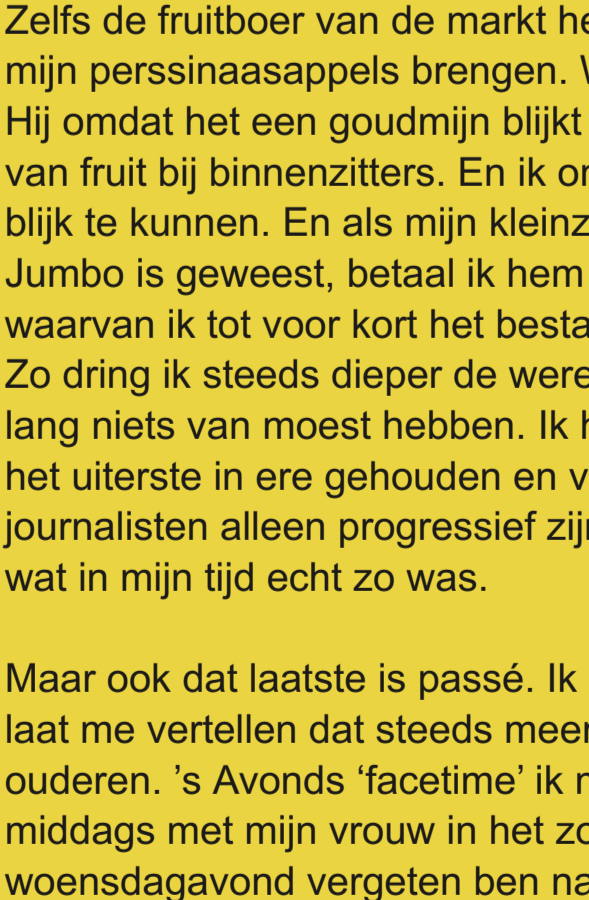 Zelfs de fruitboer van de markt he
mijn perssinaasappels brengen.
Hij omdat het een goudmijn blijkt
van fruit bij binnenzitters. En ik
blijk te kunnen. En als mijn kleinz
Jumbo is geweest, betaal ik hem
waarvan ik tot voor kort het besta
Zo dring ik steeds dieper de were
lang niets van moest hebben. Ik
het uiterste in ere gehouden en v
journalisten alleen progressief zij
wat in mijn tijd echt zo was.
Maar ook dat laatste is passé. Ik
laat me vertellen dat steeds meer
ouderen. ’s Avonds ‘facetime’ ik
middags met mijn vrouw in het zo
woensdagavond vergeten ben na